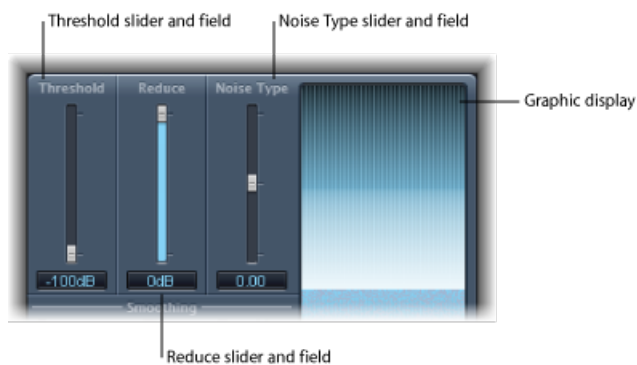 Threshold slider and field
Noise Type slider and field
Threshold
Reduce
Noise Type
Graphic display
-100dB
0dB
0.00
Smoothing
Reduce slider and field